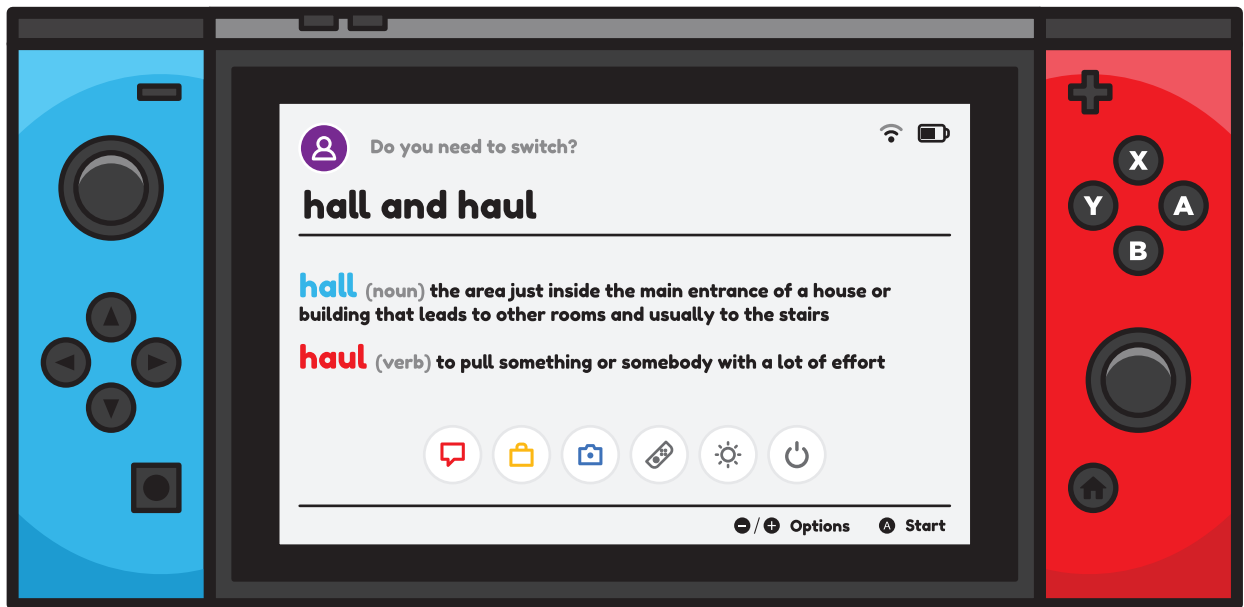 Do you need to switch?
hall and haul
hall (noun) the area just inside the main entrance of a house or
building that leads to other rooms and usually to the stairs
haul (verb) to pull something or somebody with a lot of effort
X
Y A
B
/ Options A Start